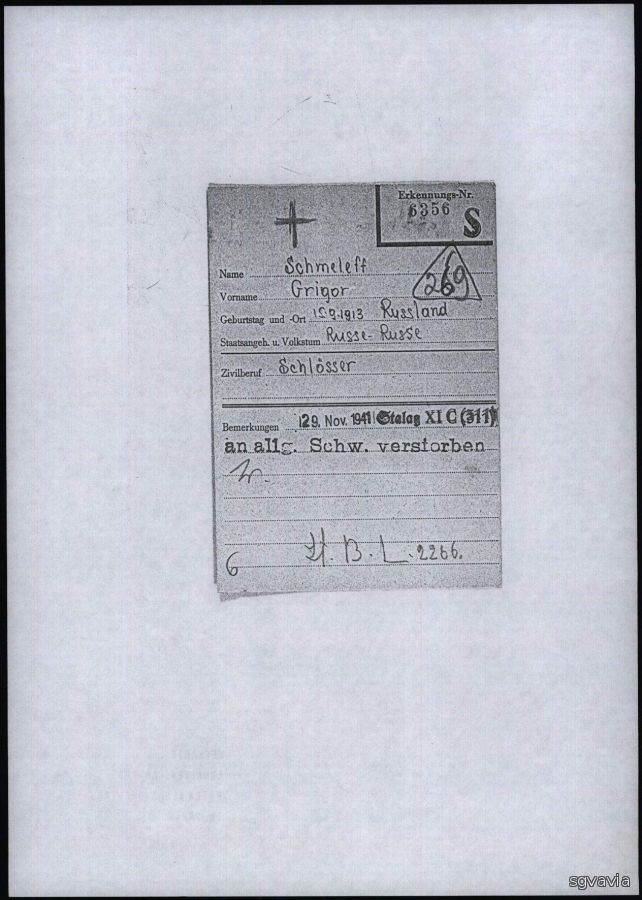 Erkennungs-Nr.
6356
S
Name Schmeleff
269
Vorname Grigor
Geburtstag und -Ort 15.9.1913 Russland
Staatsangeh. u. Volkstum Russe-Russe
Zivilberuf Schlösser
Bemerkungen 29. Nov. 1941 Stalag XI C (311)
an allg. Schw. verstorben
H. B. L. 2266.
6
sgvavia